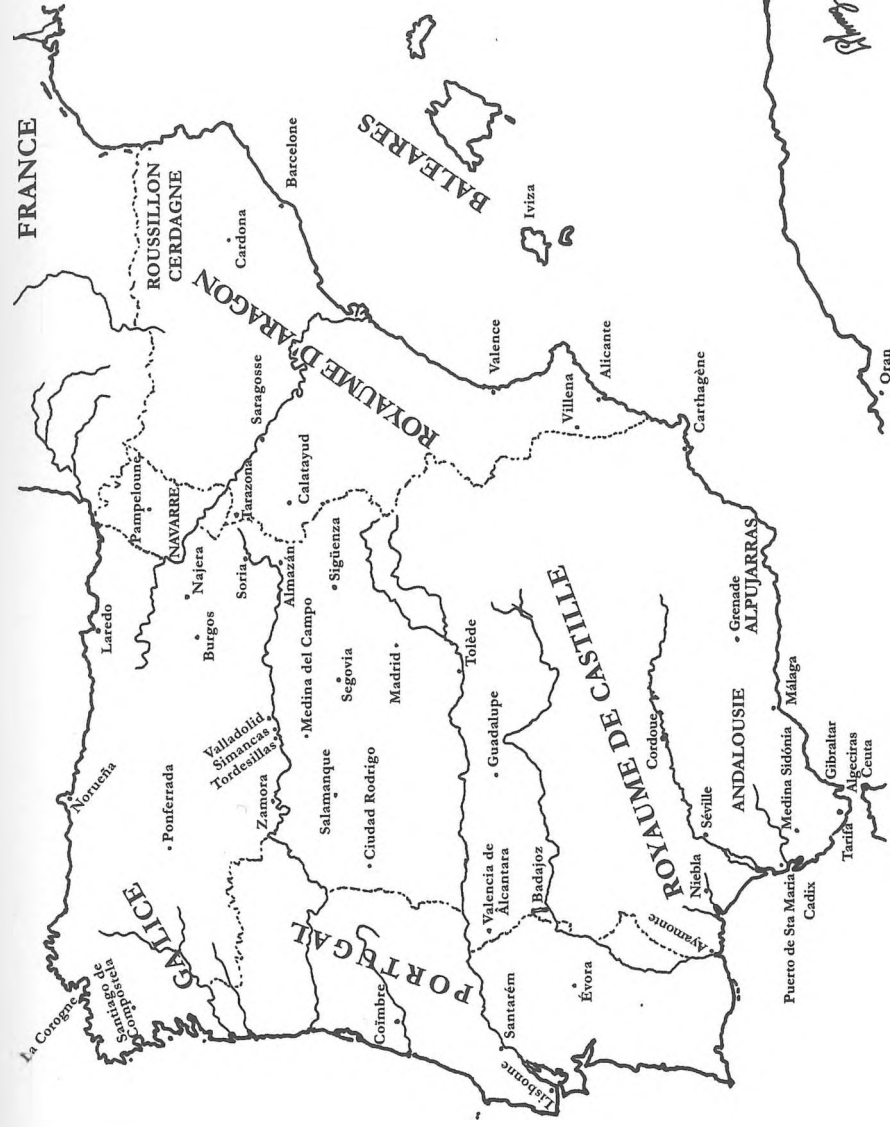 FRANCE
La Corogne
Santiago de
Compostela
GALICE
Norueña
Ponferrada
Laredo
Pampeloune
NAVARRE
Najera
Burgos
Soria
Tarazona
Saragosse
Calatayud
ROUSSILLON
CERDAGNE
Cardona
Barcelone
ROYAUME D'ARAGON
BALEARES
Iviza
Valladolid
Simancas
Tordesillas
Zamora
Almazán
Medina del Campo
Sigüenza
Segovia
Salamanque
Madrid
Ciudad Rodrigo
PORTUGAL
Coïmbre
Tolède
Guadalupe
Valencia de
Âlcantara
Badajoz
Santarém
Lisbonne
Évora
Valence
Alicante
Villena
Carthagène
ROYAUME DE CASTILLE
Cordoue
Séville
Niebla
Ayamonte
ANDALOUSIE
Grenade
ALPUJARRAS
Málaga
Medina Sidónia
Puerto de Sta Maria
Cadix
Gibraltar
Algeciras
Tarifa
Ceuta
Oran